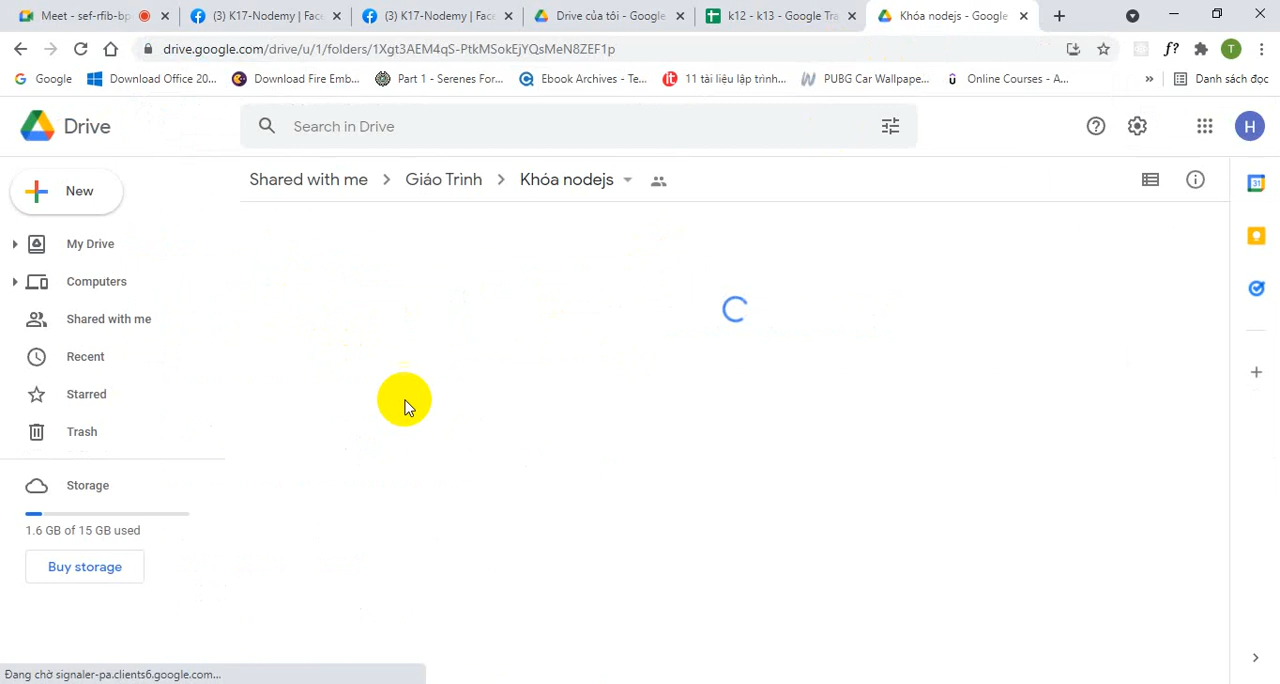 Meet - sef-rfib-bp
(3) K17-Nodemy | Fac
(3) K17-Nodemy | Fac
Drive của tôi - Google
k12 - k13 - Google Tra
Khóa nodejs - Google
drive.google.com/drive/u/1/folders/1Xgt3AEM4qS-PtkMSokEjYQsMeN8ZEF1p
f?
T
Google
Download Office 20...
Download Fire Emb...
Part 1 - Serenes For...
Ebook Archives - Te...
11 tài liệu lập trình...
PUBG Car Wallpape...
Online Courses - A...
»
Danh sách đọc
Drive
Search in Drive
H
New
Shared with me > Giáo Trình > Khóa nodejs
My Drive
Computers
Shared with me
Recent
Starred
Trash
Storage
1.6 GB of 15 GB used
Buy storage
31
Đang chờ signaler-pa.clients6.google.com...